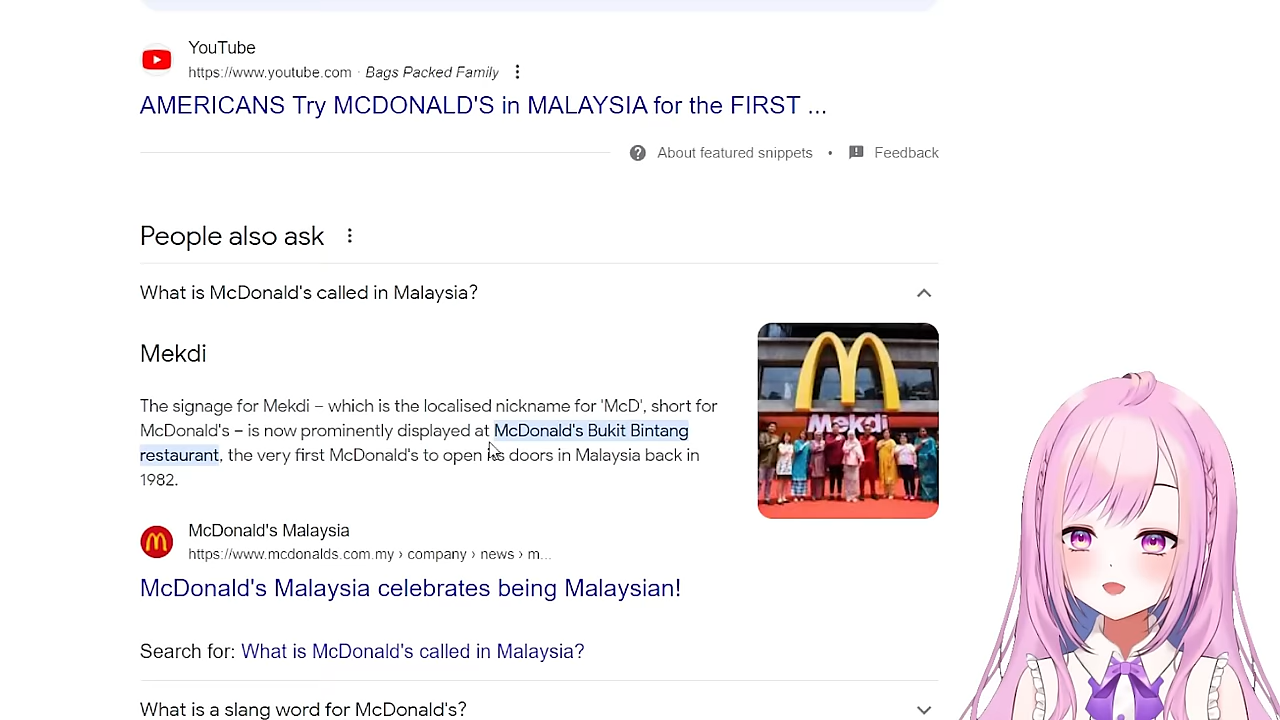 YouTube
https://www.youtube.com · Bags Packed Family
AMERICANS Try MCDONALD'S in MALAYSIA for the FIRST ...
About featured snippets • Feedback
People also ask
What is McDonald's called in Malaysia?
Mekdi
The signage for Mekdi – which is the localised nickname for 'McD', short for
McDonald's – is now prominently displayed at McDonald's Bukit Bintang
restaurant, the very first McDonald's to open its doors in Malaysia back in
1982.
Mekdi
McDonald's Malaysia
https://www.mcdonalds.com.my › company › news › m...
McDonald's Malaysia celebrates being Malaysian!
Search for: What is McDonald's called in Malaysia?
What is a slang word for McDonald's?